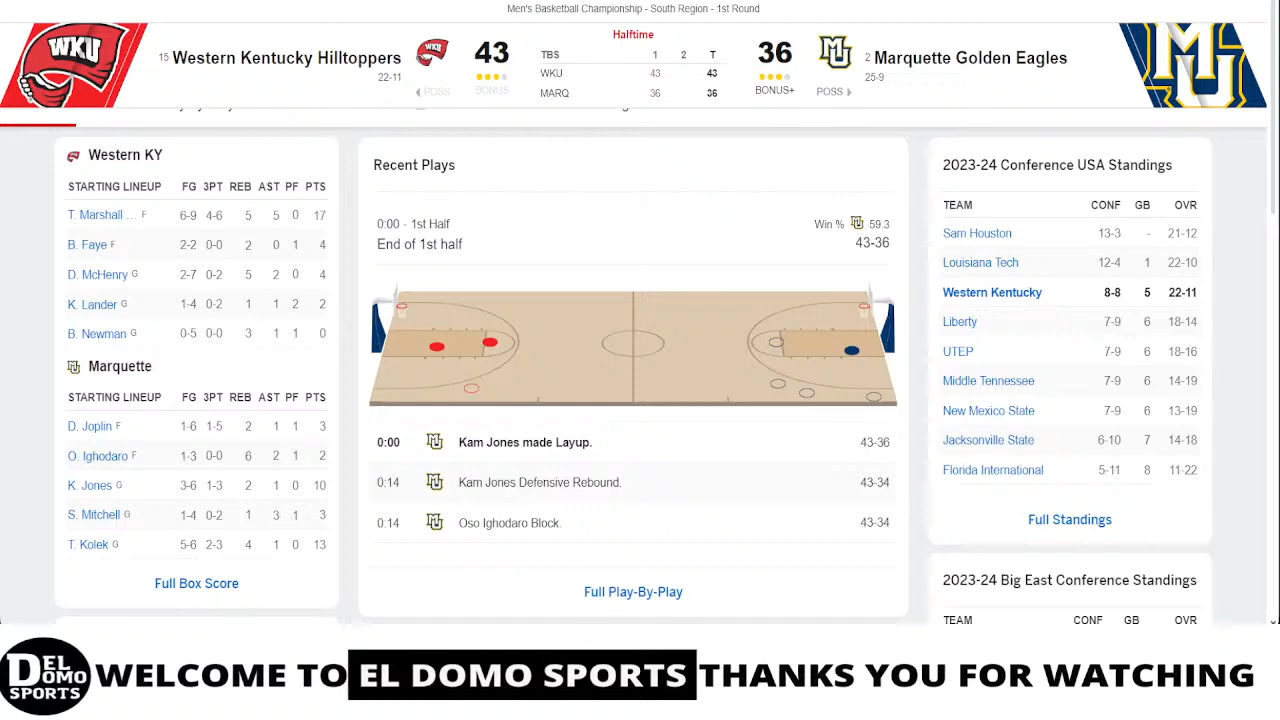 Men's Basketball Championship - South Region - 1st Round
WKU
15 Western Kentucky Hilltoppers
22-11
WKU
43
POSS
BONUS
Halftime
TBS 1 2 T
WKU 43 43
MARQ 36 36
36
BONUS+
MU
POSS
2 Marquette Golden Eagles
25-9
MU
Western KY
STARTING LINEUP FG 3PT REB AST PF PTS
T. Marshall ... F 6-9 4-6 5 5 0 17
B. Faye F 2-2 0-0 2 0 1 4
D. McHenry G 2-7 0-2 5 2 0 4
K. Lander G 1-4 0-2 1 1 2 2
B. Newman G 0-5 0-0 3 1 1 0
Marquette
STARTING LINEUP FG 3PT REB AST PF PTS
D. Joplin F 1-6 1-5 2 1 1 3
O. Ighodaro F 1-3 0-0 6 2 1 2
K. Jones G 3-6 1-3 2 1 0 10
S. Mitchell G 1-4 0-2 1 3 1 3
T. Kolek G 5-6 2-3 4 1 0 13
Full Box Score
Recent Plays
0:00 - 1st Half Win % MU 59.3
End of 1st half 43-36
0:00 MU Kam Jones made Layup. 43-36
0:14 MU Kam Jones Defensive Rebound. 43-34
0:14 MU Oso Ighodaro Block. 43-34
Full Play-By-Play
2023-24 Conference USA Standings
TEAM CONF GB OVR
Sam Houston 13-3 - 21-12
Louisiana Tech 12-4 1 22-10
Western Kentucky 8-8 5 22-11
Liberty 7-9 6 18-14
UTEP 7-9 6 18-16
Middle Tennessee 7-9 6 14-19
New Mexico State 7-9 6 13-19
Jacksonville State 6-10 7 14-18
Florida International 5-11 8 11-22
Full Standings
2023-24 Big East Conference Standings
TEAM CONF GB OVR
DEL DOMO SPORTS
WELCOME TO EL DOMO SPORTS THANKS YOU FOR WATCHING